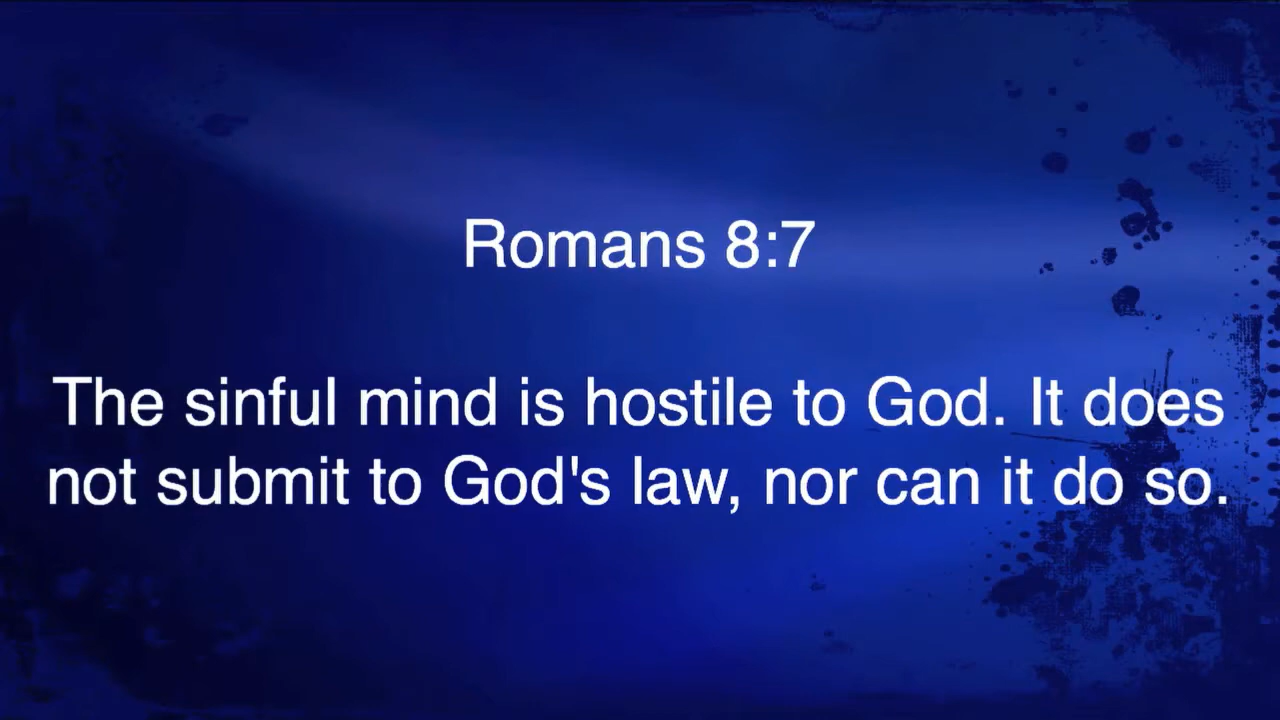 Romans 8:7
The sinful mind is hostile to God. It does
not submit to God's law, nor can it do so.